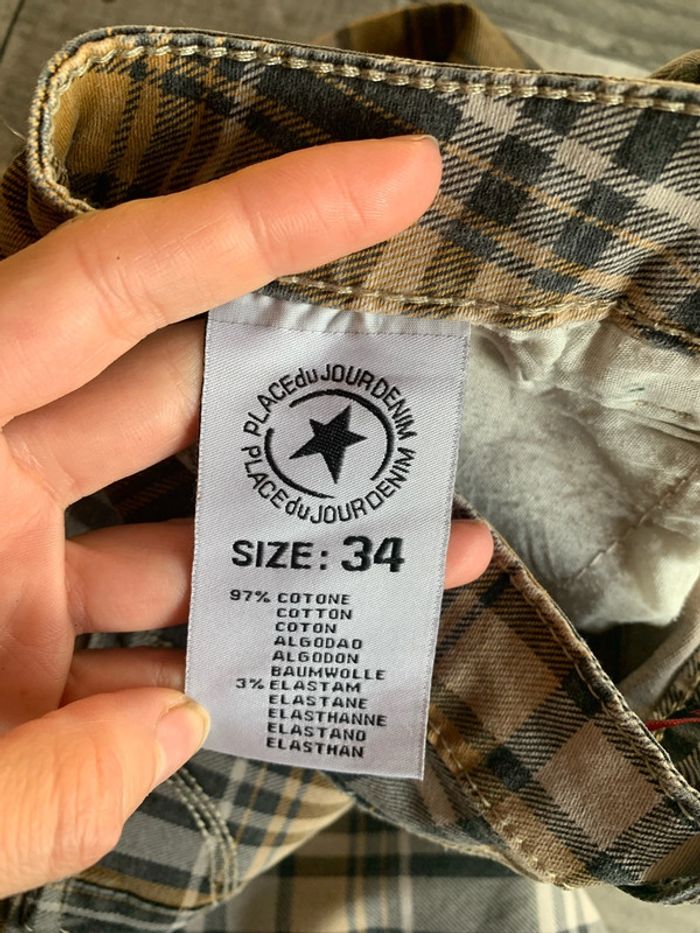 PLACEduJOURDENIM
PLACEduJOURDENIM
SIZE: 34
97% COTONE
COTTON
COTON
ALGODAO
ALGODON
BAUMWOLLE
3% ELASTAM
ELASTANE
ELASTHANNE
ELASTANO
ELASTHAN